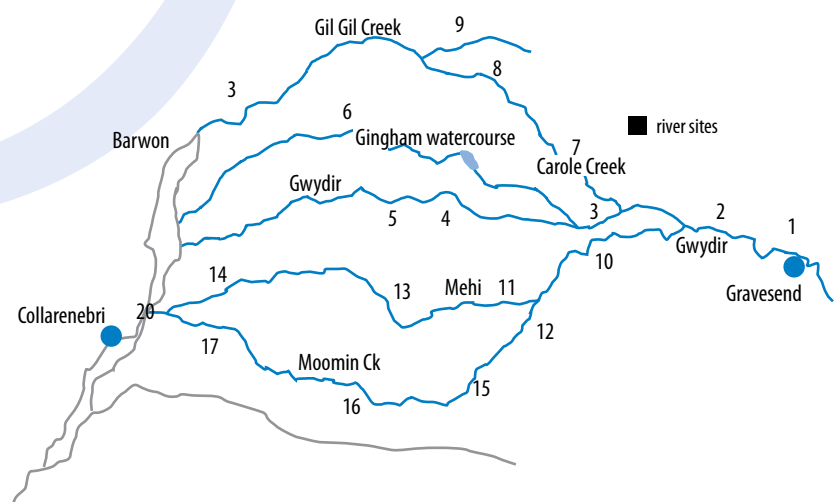 9
Gil Gil Creek
8
3
6
river sites
Barwon
Gingham watercourse
7
Carole Creek
Gwydir
5
4
3
2
1
Gwydir
10
Gravesend
14
13
Mehi
11
Collarenebri
20
12
17
Moomin Ck
15
16